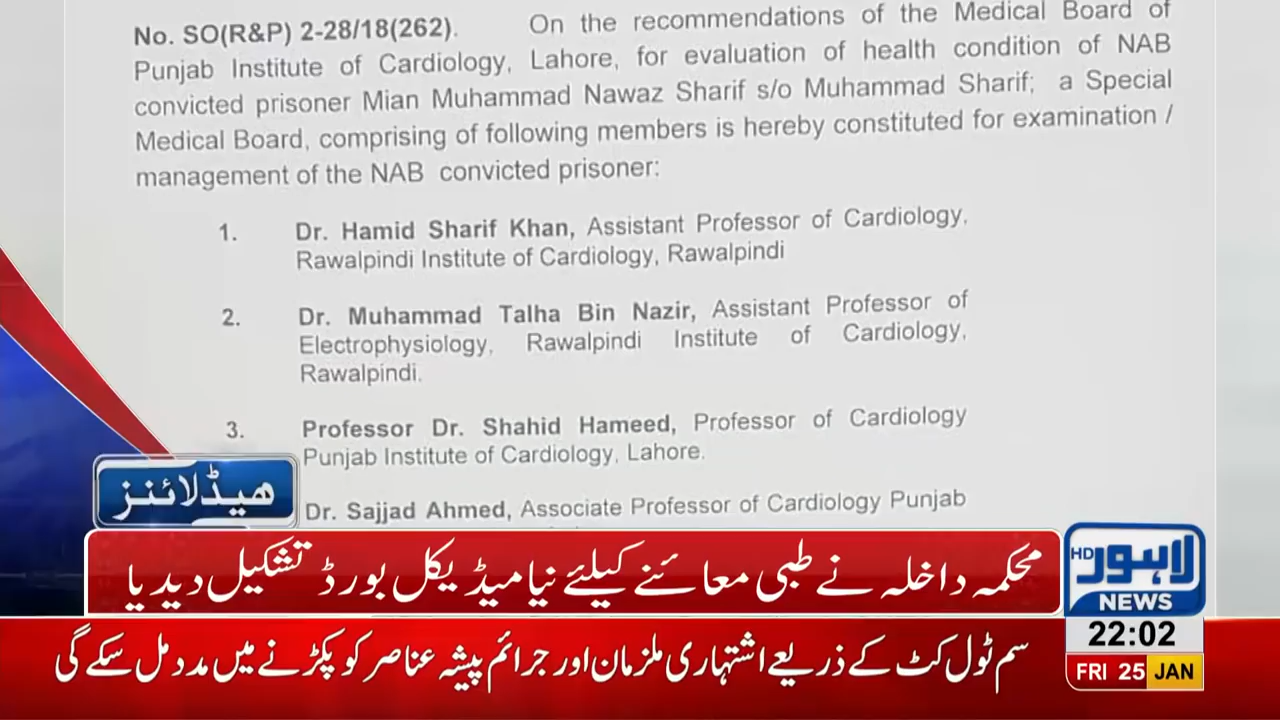 No. SO(R&P) 2-28/18(262). On the recommendations of the Medical Board of
Punjab Institute of Cardiology, Lahore, for evaluation of health condition of NAB
convicted prisoner Mian Muhammad Nawaz Sharif s/o Muhammad Sharif; a Special
Medical Board, comprising of following members is hereby constituted for examination /
management of the NAB convicted prisoner:
1. Dr. Hamid Sharif Khan, Assistant Professor of Cardiology,
Rawalpindi Institute of Cardiology, Rawalpindi
2. Dr. Muhammad Talha Bin Nazir, Assistant Professor of
Electrophysiology, Rawalpindi Institute of Cardiology,
Rawalpindi.
3. Professor Dr. Shahid Hameed, Professor of Cardiology
Punjab Institute of Cardiology, Lahore.
Dr. Sajjad Ahmed, Associate Professor of Cardiology Punjab
ہیڈلائنز
محکمہ داخلہ نے طبی معائنے کیلئے نیا میڈیکل بورڈ تشکیل دیدیا
HD لاہور
NEWS
22:02
FRI 25 JAN
سم ٹول کٹ کے ذریعے اشتہاری ملزمان اور جرائم پیشہ عناصر کو پکڑنے میں مدد مل سکے گی